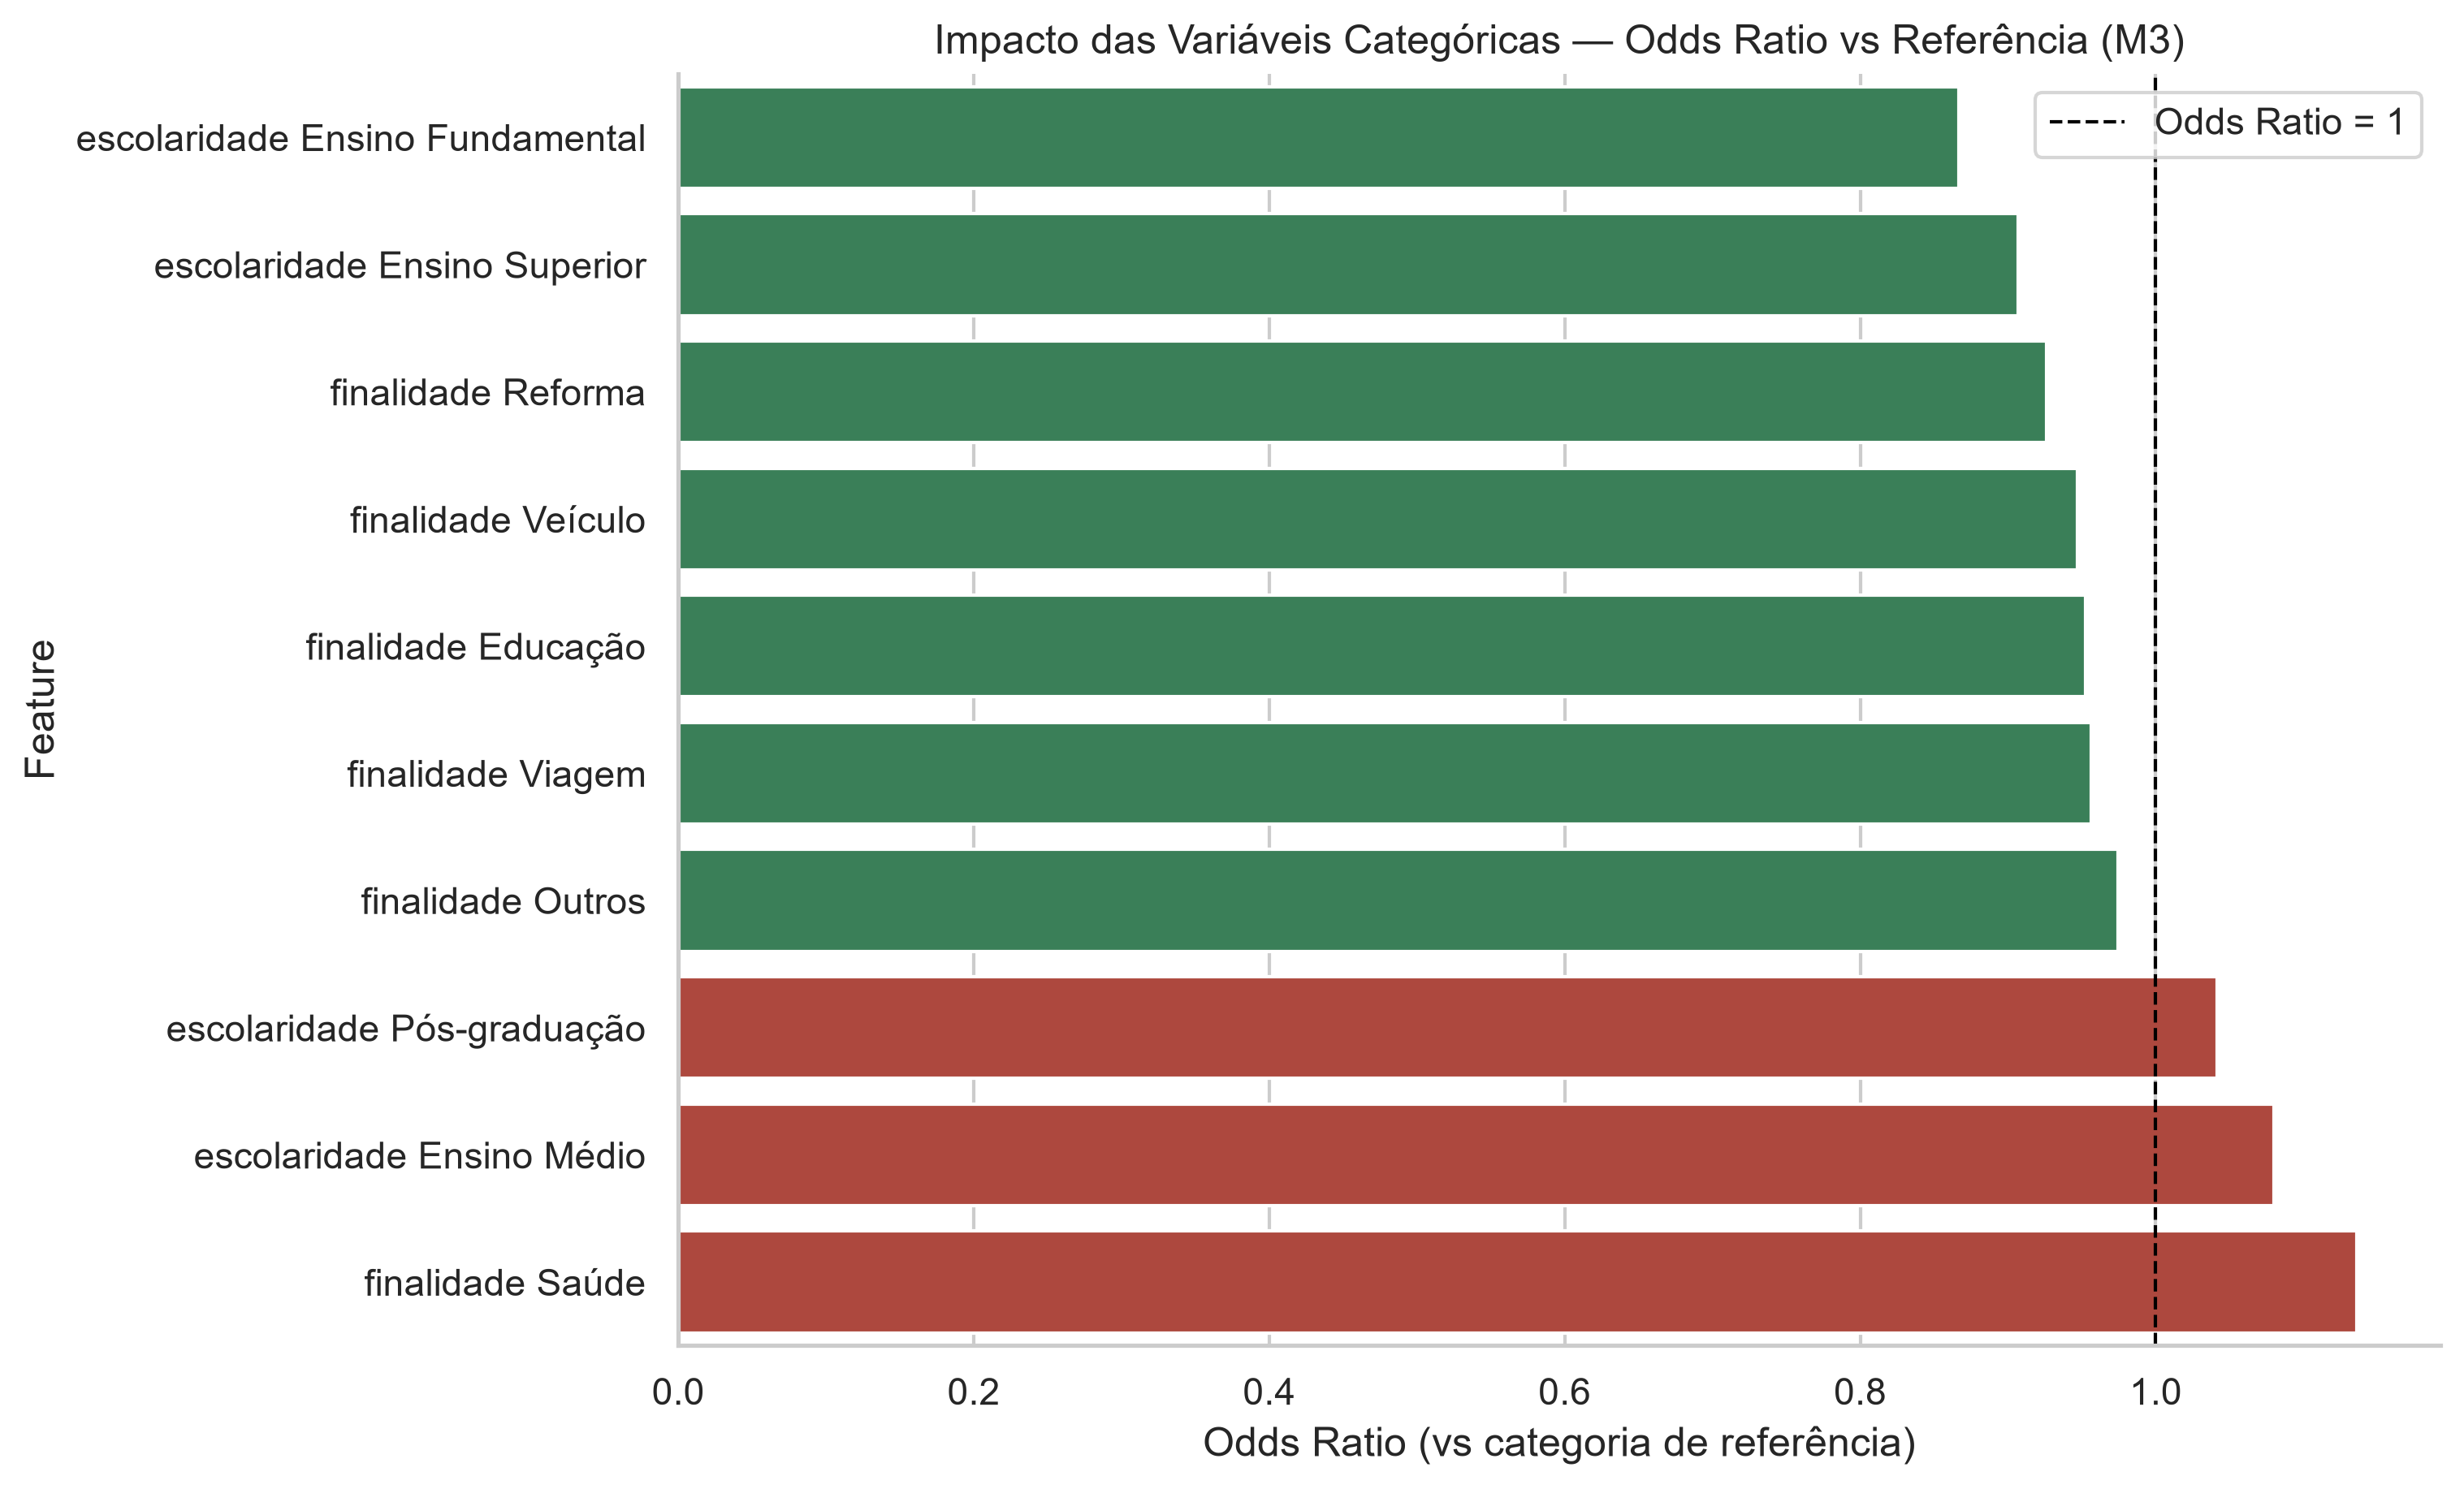 Impacto das Variáveis Categóricas — Odds Ratio vs Referência (M3)
Odds Ratio = 1
escolaridade Ensino Fundamental
escolaridade Ensino Superior
finalidade Reforma
finalidade Veículo
finalidade Educação
finalidade Viagem
finalidade Outros
escolaridade Pós-graduação
escolaridade Ensino Médio
finalidade Saúde
Feature
0.0 0.2 0.4 0.6 0.8 1.0
Odds Ratio (vs categoria de referência)